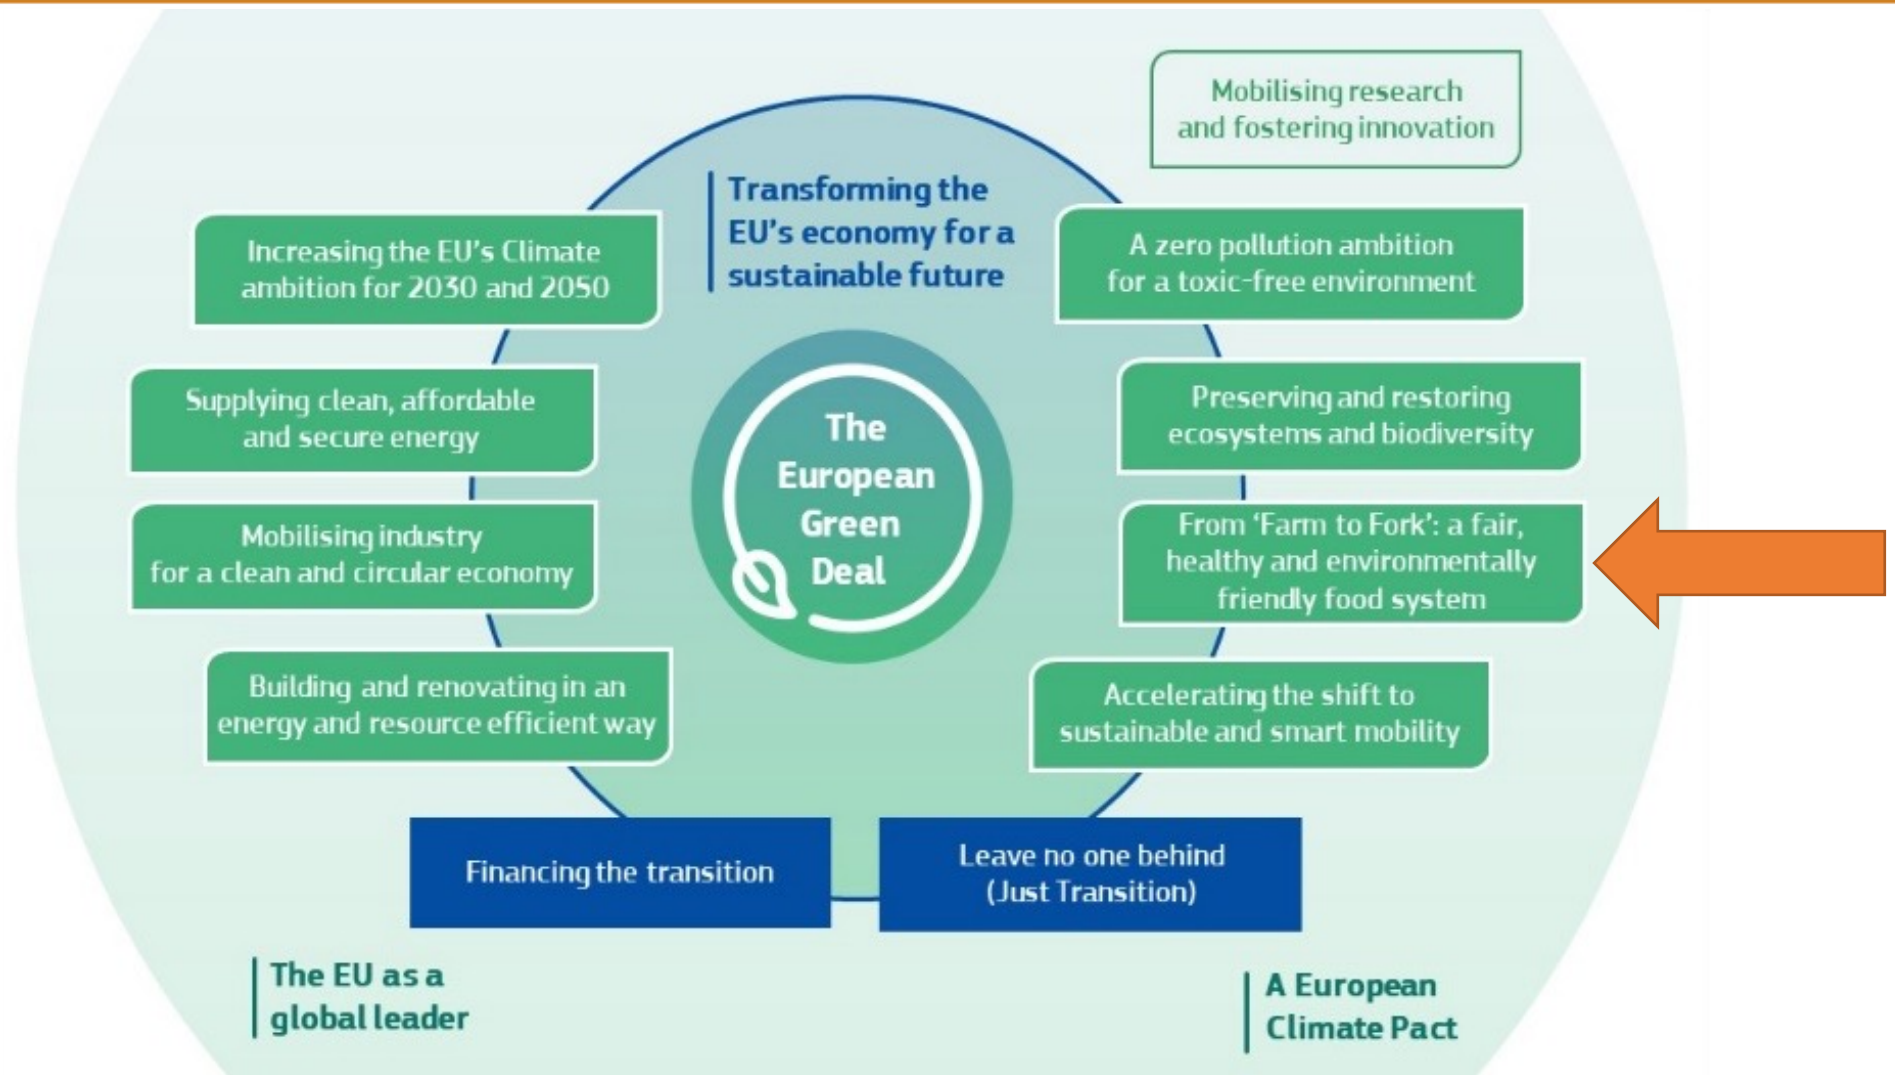 Mobilising research
and fostering innovation
Transforming the
EU's economy for a
sustainable future
Increasing the EU's Climate
ambition for 2030 and 2050
A zero pollution ambition
for a toxic-free environment
Supplying clean, affordable
and secure energy
Preserving and restoring
ecosystems and biodiversity
The
European
Green
Deal
Mobilising industry
for a clean and circular economy
From ‘Farm to Fork’: a fair,
healthy and environmentally
friendly food system
Building and renovating in an
energy and resource efficient way
Accelerating the shift to
sustainable and smart mobility
Financing the transition
Leave no one behind
(Just Transition)
The EU as a
global leader
A European
Climate Pact